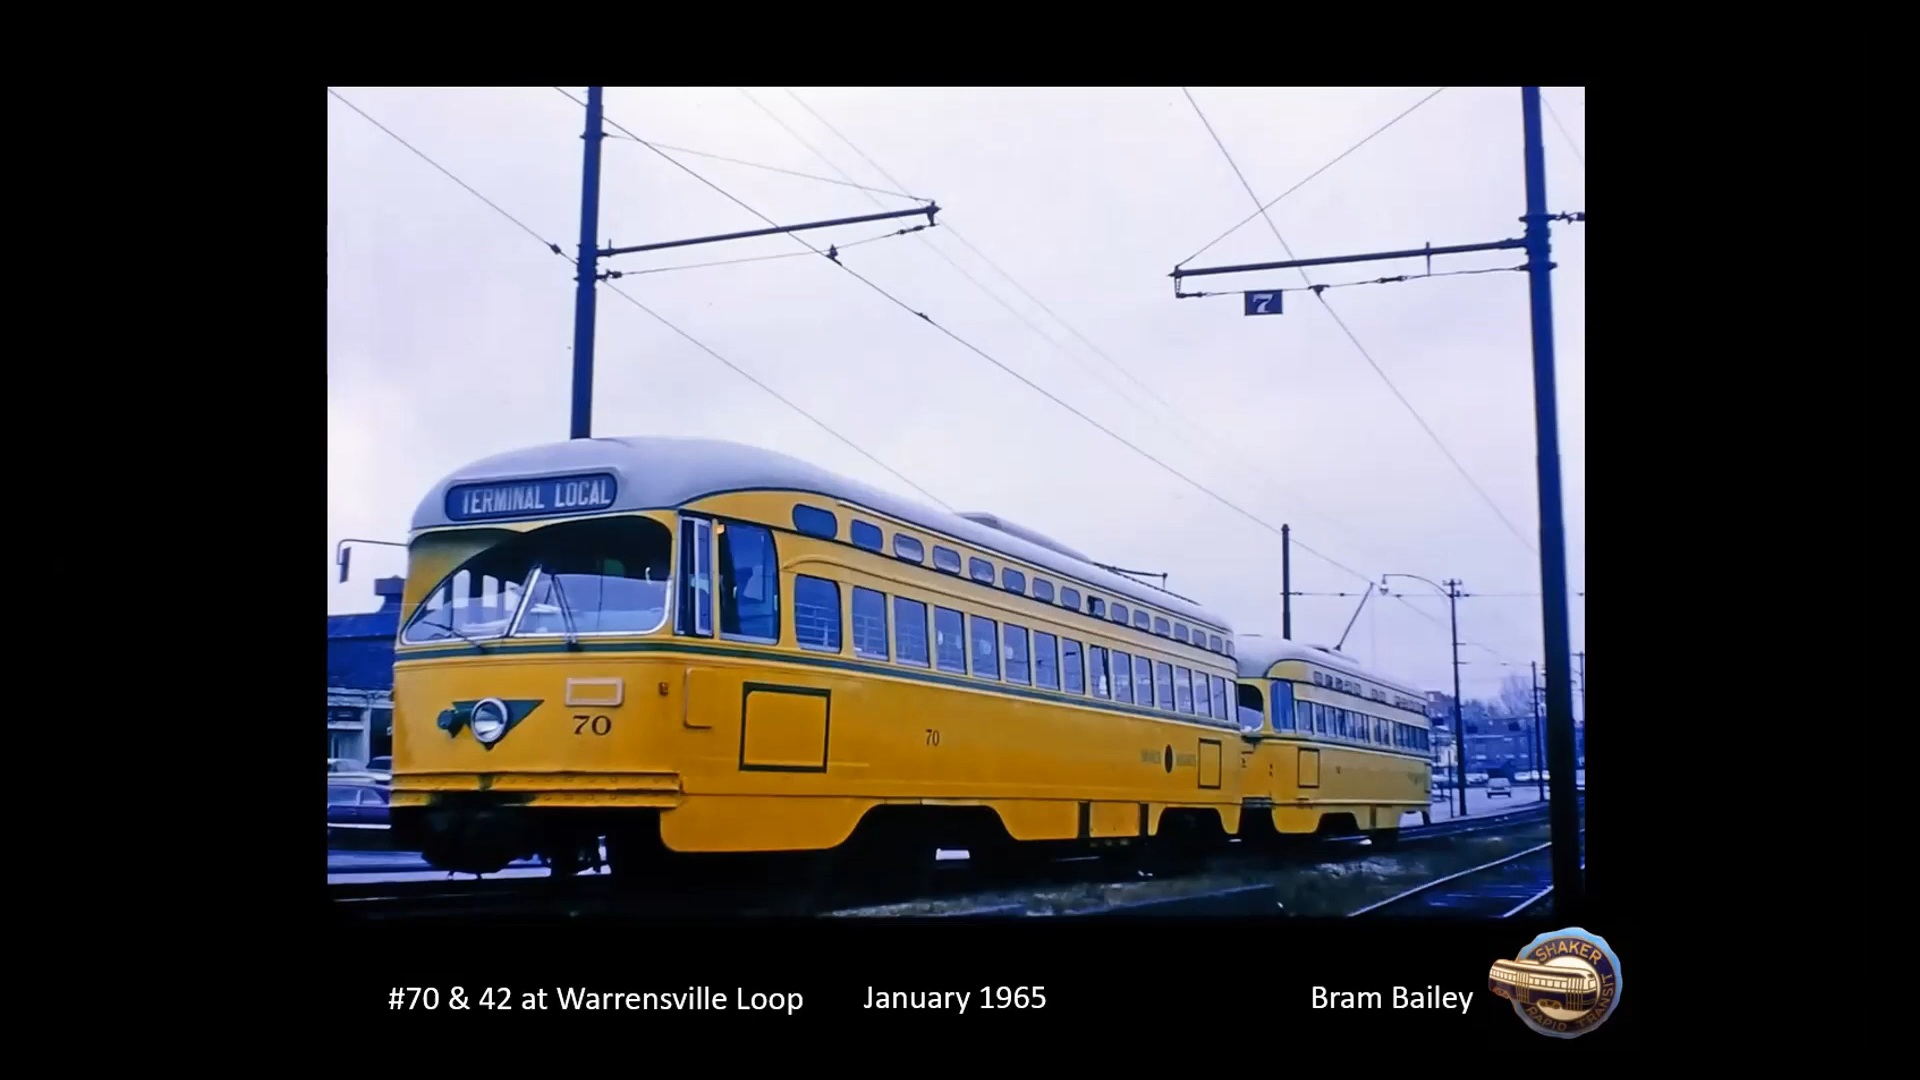 7
TERMINAL LOCAL
70
70
#70 & 42 at Warrensville Loop
January 1965
Bram Bailey
SHAKER
RAPID TRANSIT